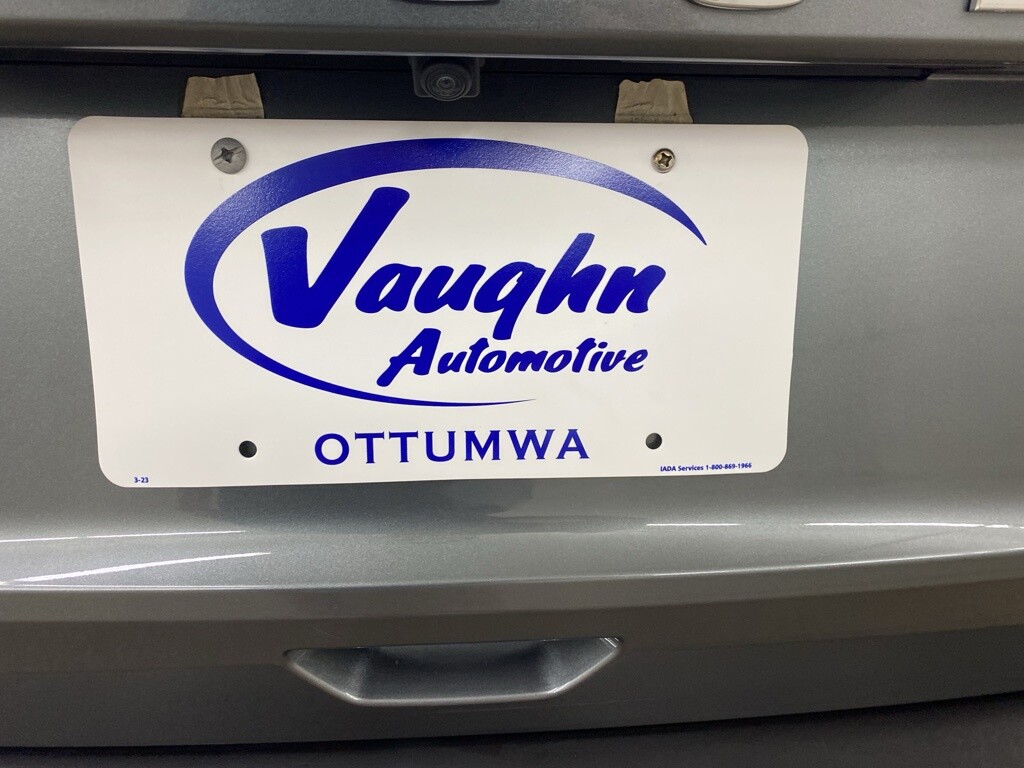 Vaughn
Automotive
OTTUMWA
3-23
IADA Services 1-800-869-1966